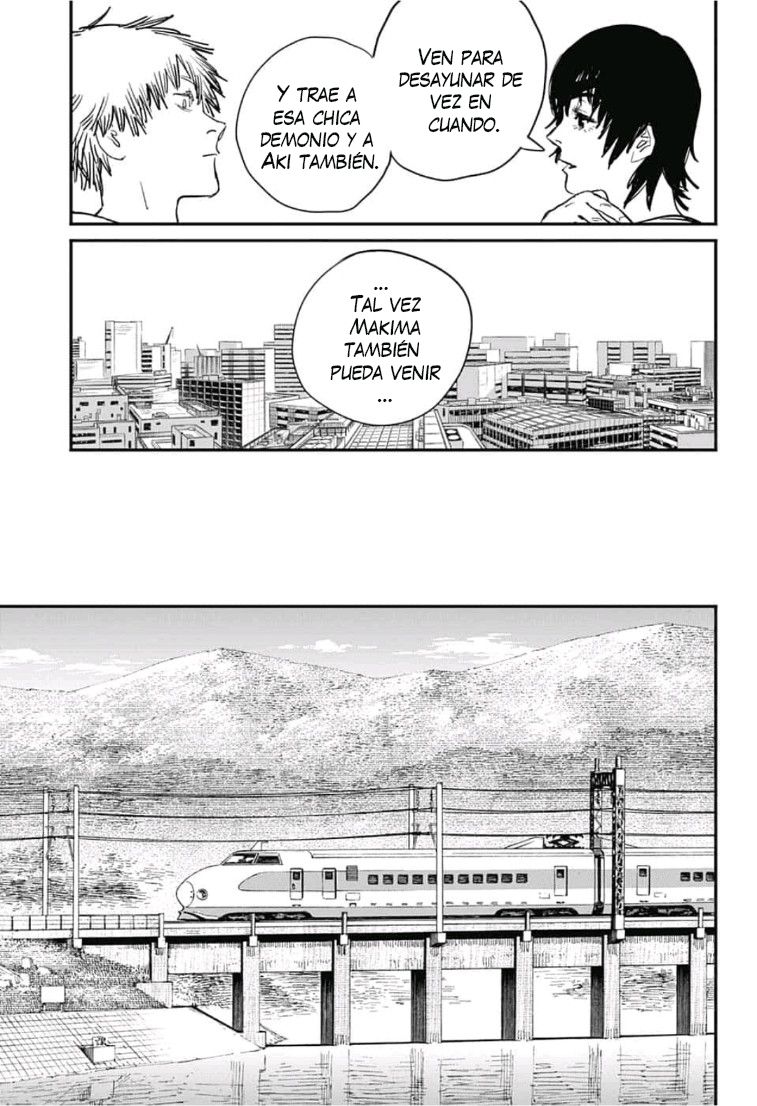 Ven para
desayunar de
vez en
cuando.
Y trae a
esa chica
demonio y a
Aki también.
...
Tal vez
Makima
también
pueda venir
...